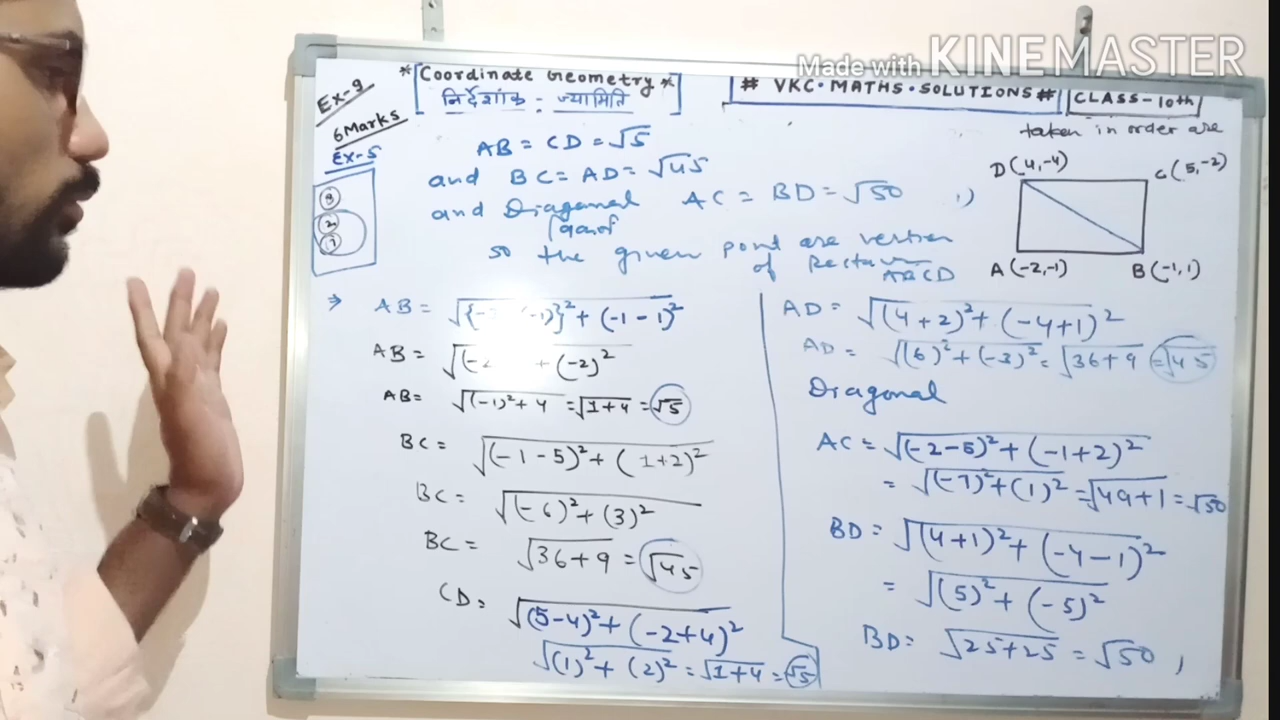 Made with KINEMASTER
Ex-9
6 Marks
Ex-5
* Coordinate Geometry *
निर्देशांक - ज्यामिति
# VKC. MATHS. SOLUTIONS #
CLASS-10th
AB = CD = √5
and BC = AD = √45
and Diagonal AC = BD = √50
so the given point are
of
ABCD
taken in order are
D(4,-4)
C(5,-2)
A(-2,-1)
B(-1,1)
⇒ AB = √{-2 -1)}² + (-1-1)²
AB = √(-2 + (-2)²
AB = √(-1)² + 4 = √1+4 = √5
BC = √(-1-5)² + (1+2)²
BC = √(-6)² + (3)²
BC = √36+9 = √45
CD = √(5-4)² + (-2+4)²
√(1)² + (2)² = √1+4 = √5
AD = √(4+2)² + (-4+1)²
AD = √(6)² + (-3)² = √36+9 = √45
Diagonal
AC = √(-2-5)² + (-1+2)²
= √(-7)² + (1)² = √49+1 = √50
BD = √(4+1)² + (-4-1)²
= √(5)² + (-5)²
BD = √25+25 = √50